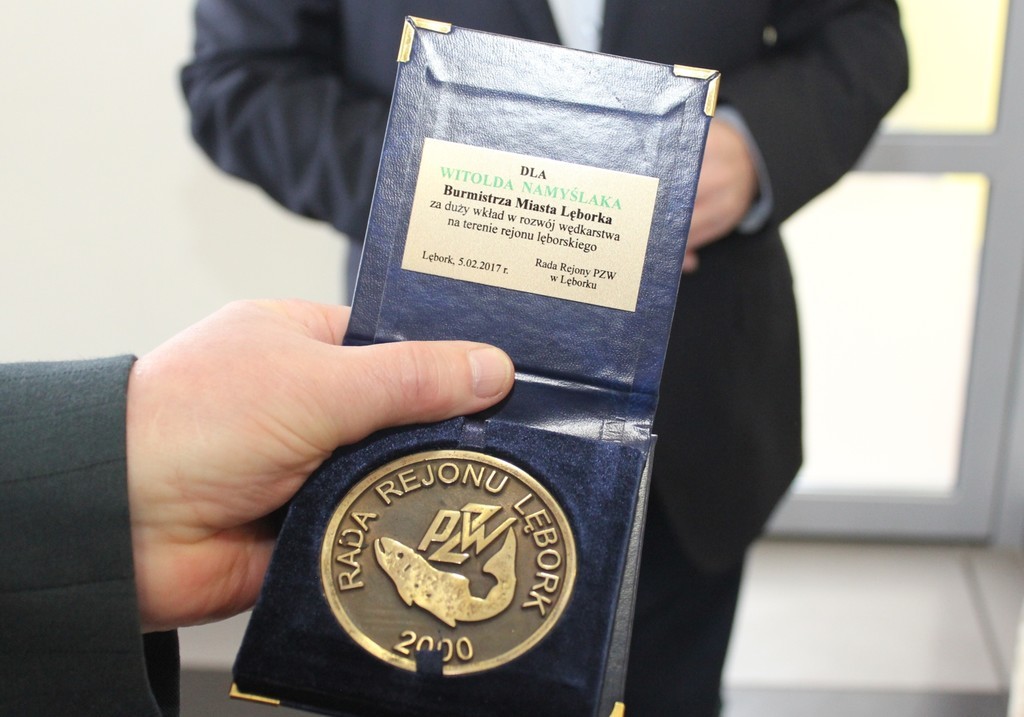 DLA
WITOLDA NAMYŚLAKA
Burmistrza Miasta Lęborka
za duży wkład w rozwój wędkarstwa
na terenie rejonu lęborskiego
Lębork, 5.02.2017 r.
Rada Rejony PZW
w Lęborku
RADA REJONU LĘBORK
PZW
2000